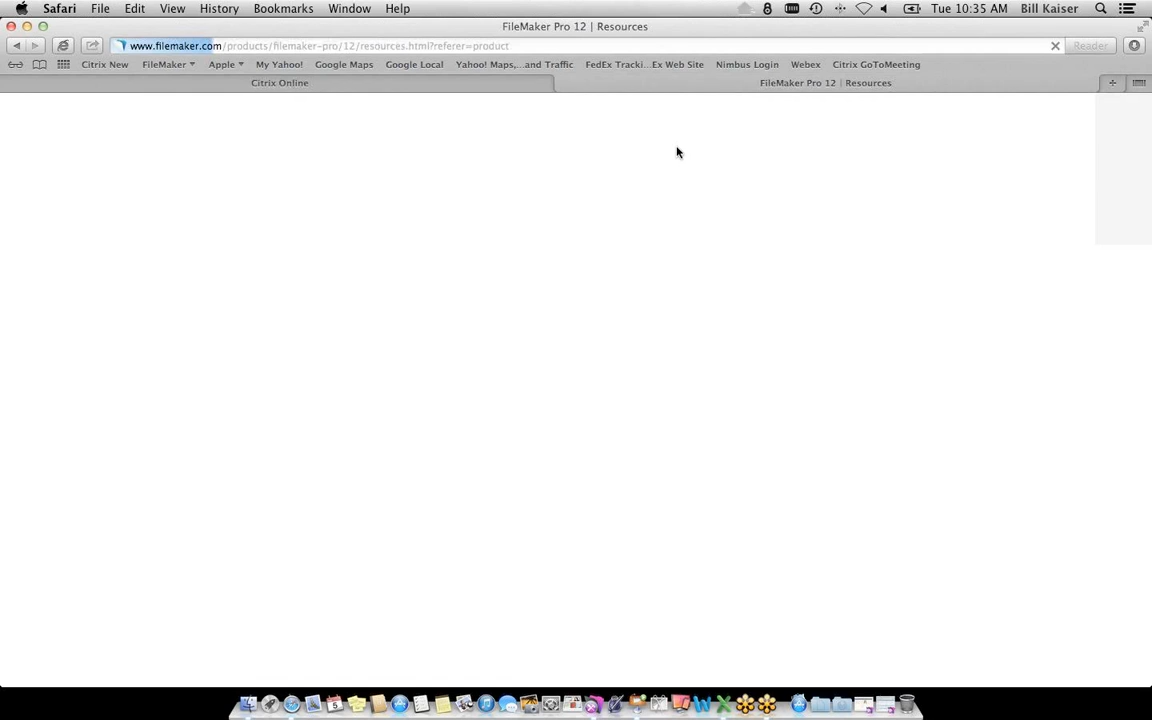 Safari File Edit View History Bookmarks Window Help Tue 10:35 AM Bill Kaiser
FileMaker Pro 12 | Resources
www.filemaker.com/products/filemaker-pro/12/resources.html?referer=product Reader
Citrix New FileMaker Apple My Yahoo! Google Maps Google Local Yahoo! Maps,...and Traffic FedEx Tracki...Ex Web Site Nimbus Login Webex Citrix GoToMeeting
Citrix Online FileMaker Pro 12 | Resources
5